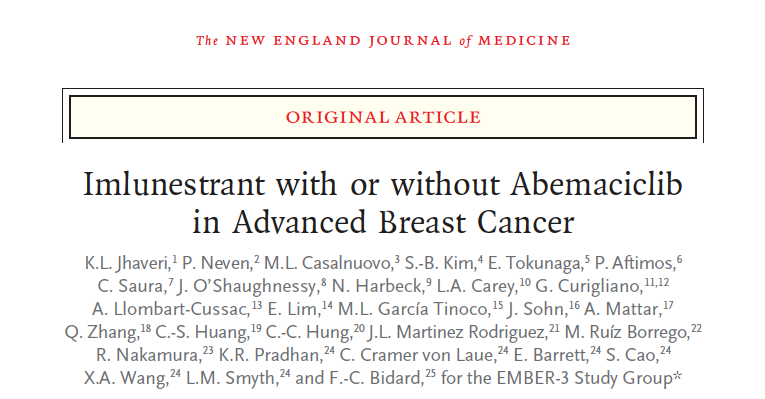 The NEW ENGLAND JOURNAL of MEDICINE
ORIGINAL ARTICLE
Imlunestrant with or without Abemaciclib
in Advanced Breast Cancer
K.L. Jhaveri,¹ P. Neven,² M.L. Casalnuovo,³ S.-B. Kim,⁴ E. Tokunaga,⁵ P. Aftimos,⁶
C. Saura,⁷ J. O’Shaughnessy,⁸ N. Harbeck,⁹ L.A. Carey,¹⁰ G. Curigliano,¹¹,¹²
A. Llombart-Cussac,¹³ E. Lim,¹⁴ M.L. García Tinoco,¹⁵ J. Sohn,¹⁶ A. Mattar,¹⁷
Q. Zhang,¹⁸ C.-S. Huang,¹⁹ C.-C. Hung,²⁰ J.L. Martinez Rodriguez,²¹ M. Ruíz Borrego,²²
R. Nakamura,²³ K.R. Pradhan,²⁴ C. Cramer von Laue,²⁴ E. Barrett,²⁴ S. Cao,²⁴
X.A. Wang,²⁴ L.M. Smyth,²⁴ and F.-C. Bidard,²⁵ for the EMBER-3 Study Group*